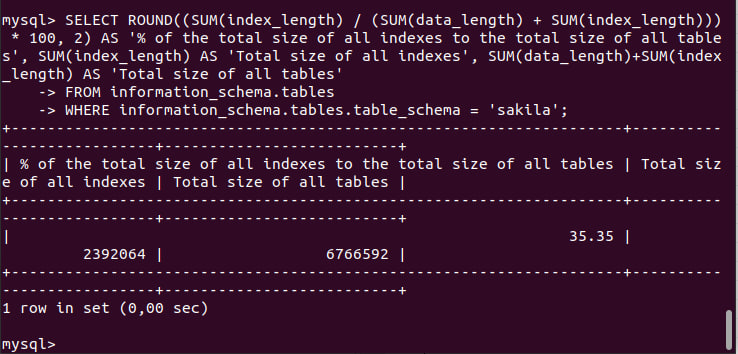 mysql> SELECT ROUND((SUM(index_length) / (SUM(data_length) + SUM(index_length)))
 * 100, 2) AS '% of the total size of all indexes to the total size of all table
s', SUM(index_length) AS 'Total size of all indexes', SUM(data_length)+SUM(index
_length) AS 'Total size of all tables'
    -> FROM information_schema.tables
    -> WHERE information_schema.tables.table_schema = 'sakila';
+--------------------------------------------------------------------+----------
-----------------+--------------------------+
| % of the total size of all indexes to the total size of all tables | Total siz
e of all indexes | Total size of all tables |
+--------------------------------------------------------------------+----------
-----------------+--------------------------+
|                                                              35.35 |
         2392064 |                  6766592 |
+--------------------------------------------------------------------+----------
-----------------+--------------------------+
1 row in set (0,00 sec)
mysql>